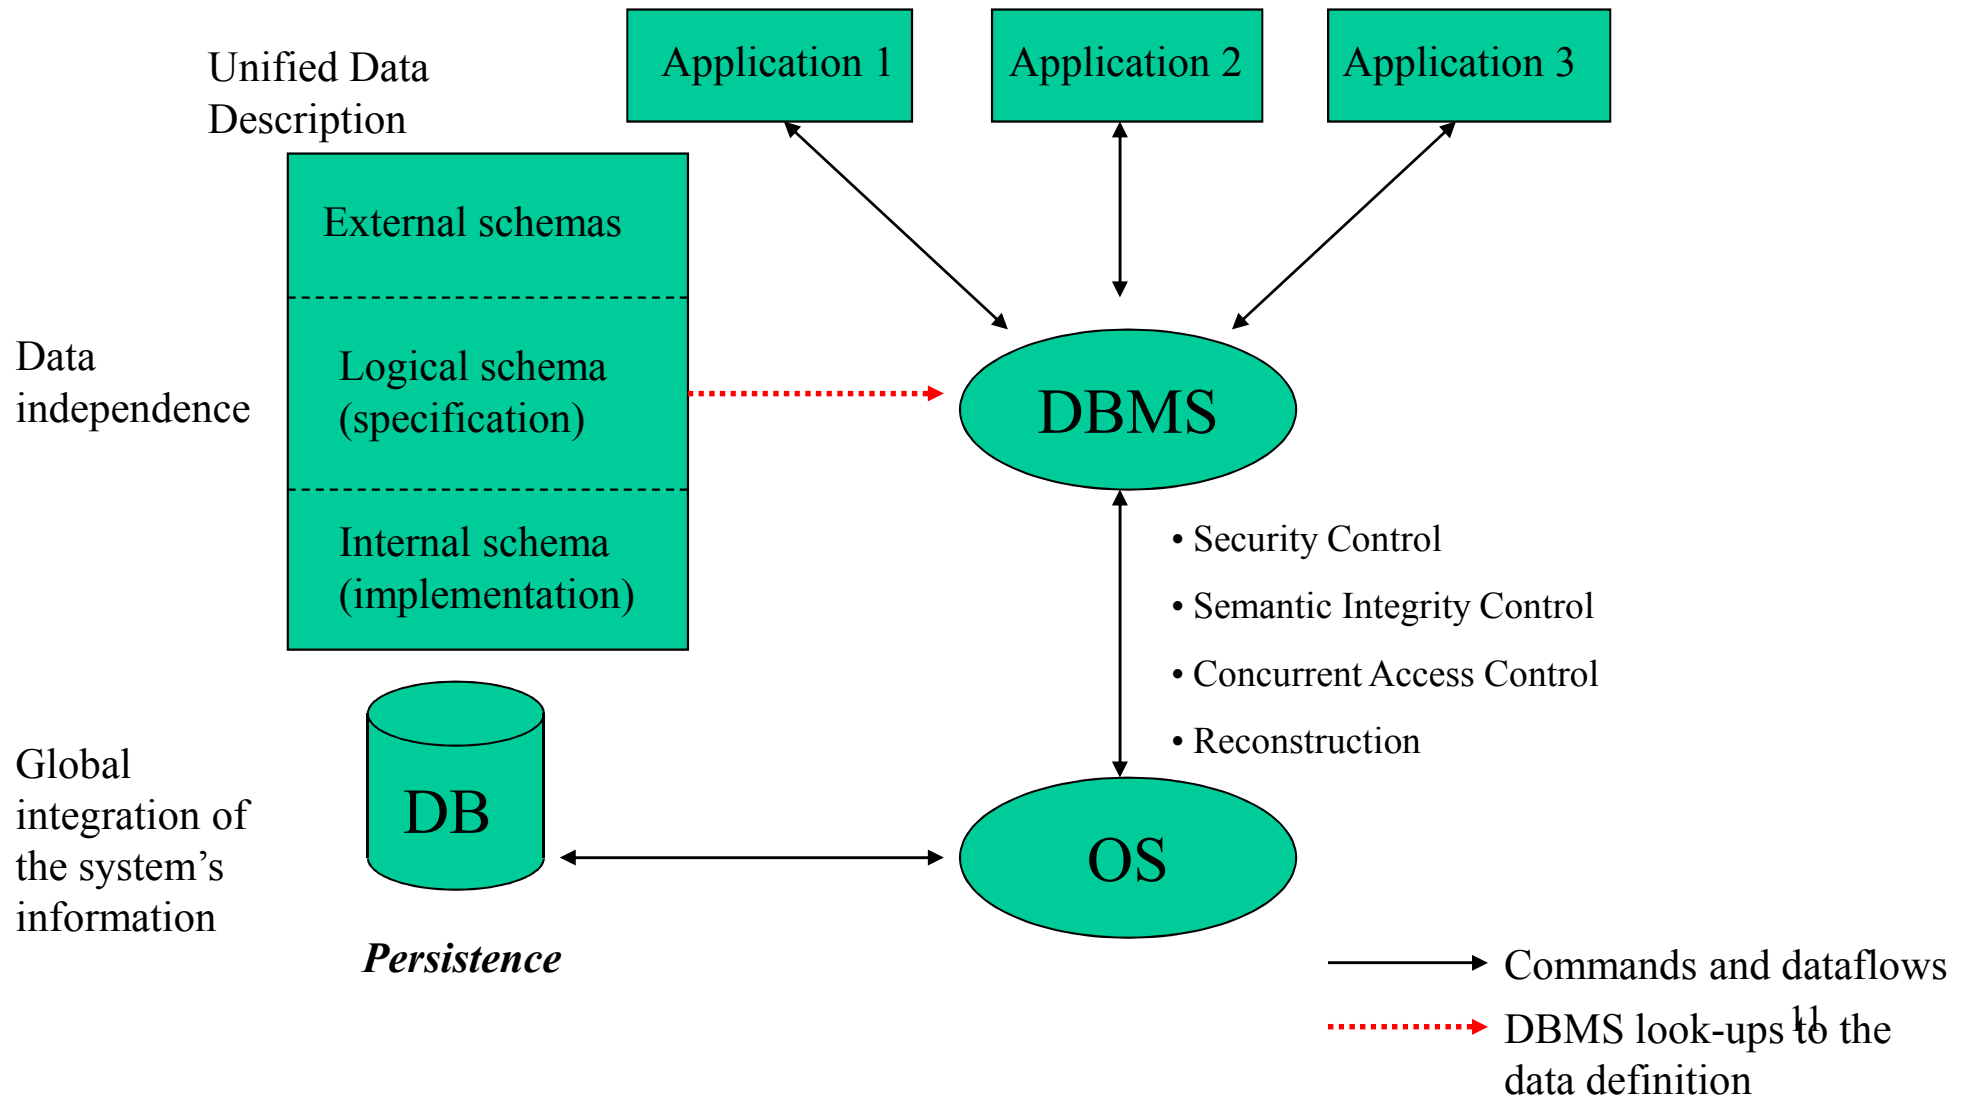 Unified Data
Description
Application 1
Application 2
Application 3
External schemas
Data
independence
Logical schema
(specification)
DBMS
Internal schema
(implementation)
• Security Control
• Semantic Integrity Control
• Concurrent Access Control
• Reconstruction
Global
integration of
the system’s
information
DB
OS
Persistence
Commands and dataflows
DBMS look-ups to the
data definition
11